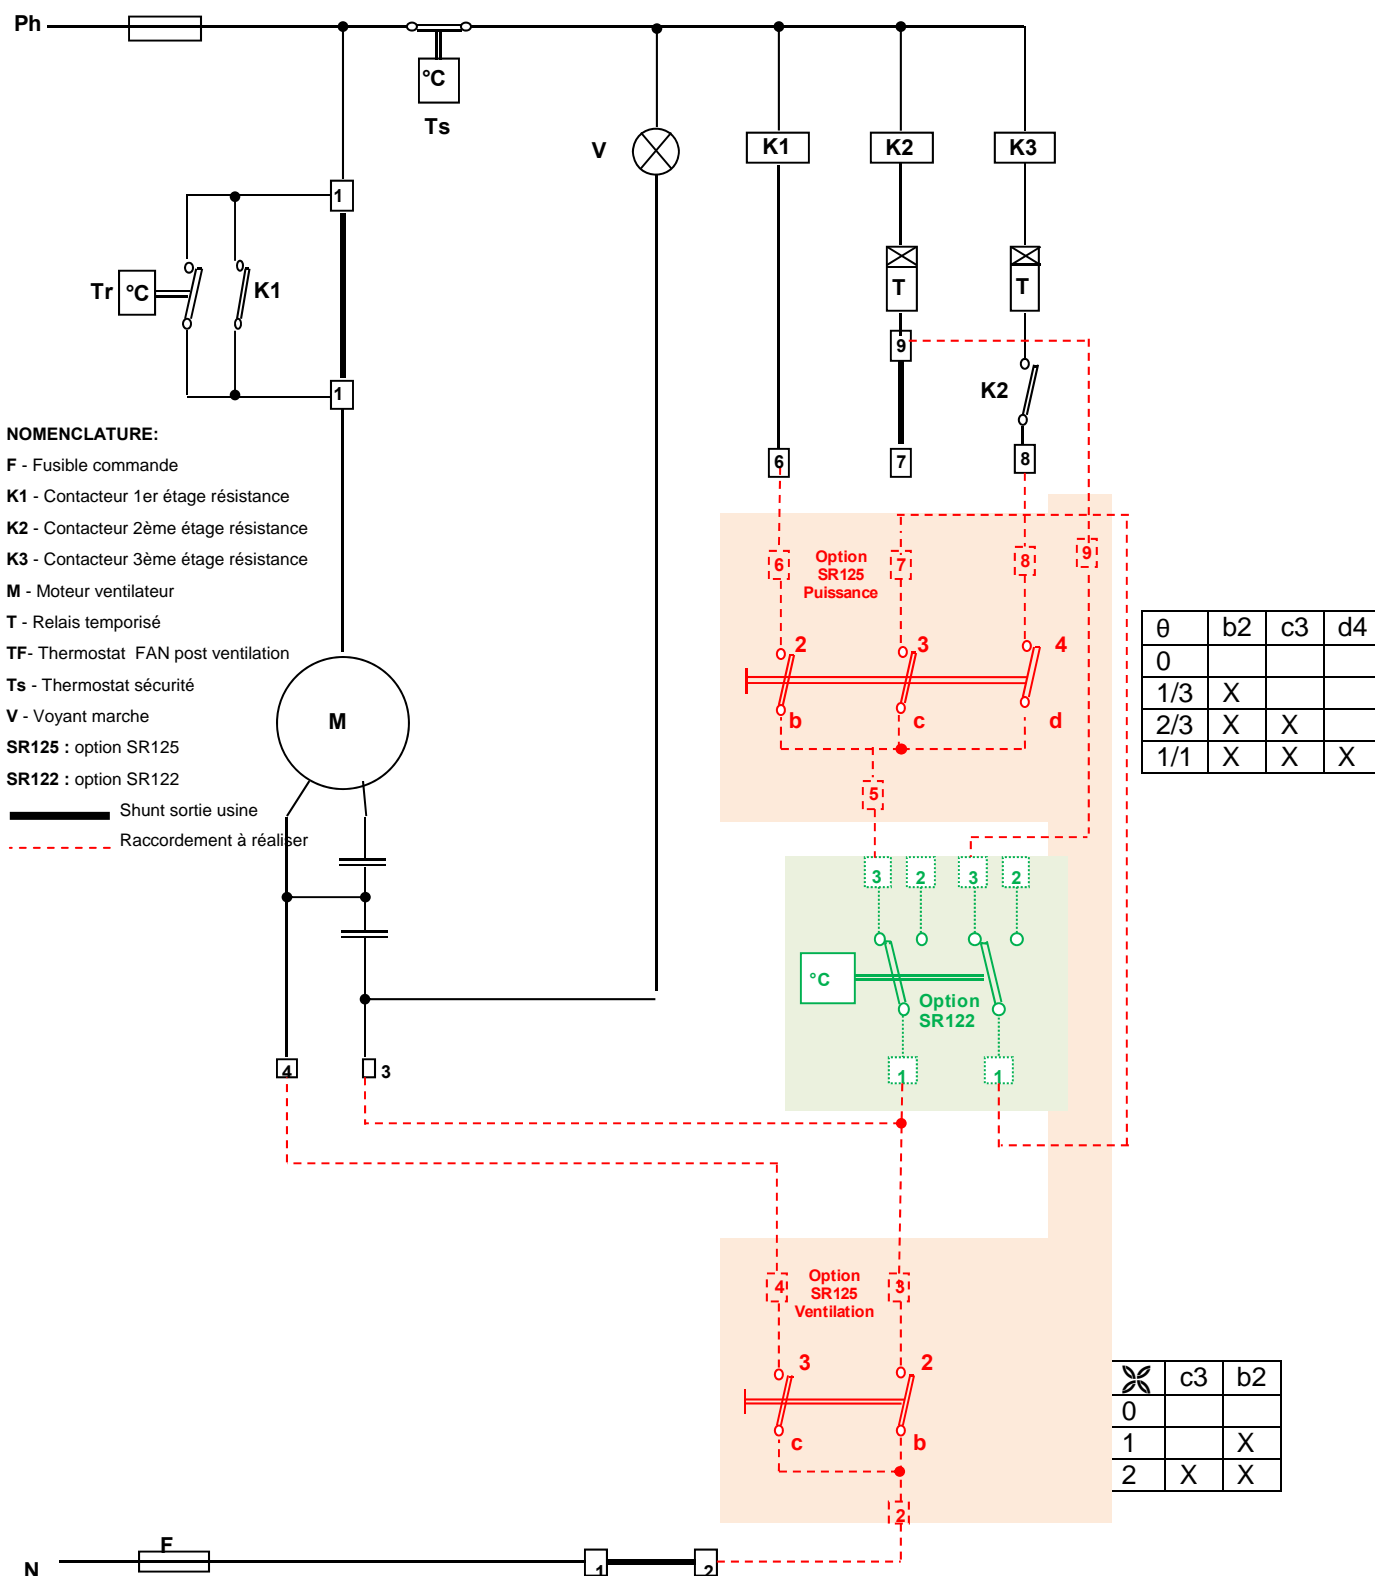 Ph
°C
Ts
V
K1
K2
K3
1
Tr
°C
K1
T
T
9
1
K2
6
7
8
NOMENCLATURE:
F - Fusible commande
K1 - Contacteur 1er étage résistance
K2 - Contacteur 2ème étage résistance
K3 - Contacteur 3ème étage résistance
M - Moteur ventilateur
T - Relais temporisé
TF- Thermostat FAN post ventilation
Ts - Thermostat sécurité
V - Voyant marche
SR125 : option SR125
SR122 : option SR122
Shunt sortie usine
Raccordement à réaliser
M
6
Option
SR125
Puissance
7
8
9
2
3
4
b
c
d
5
θ b2 c3 d4
0
1/3 X
2/3 X X
1/1 X X X
3
2
3
2
°C
Option
SR122
1
1
4
3
4
Option
SR125
Ventilation
3
3
2
c
b
2
c3 b2
0
1 X
2 X X
N
F
1
2